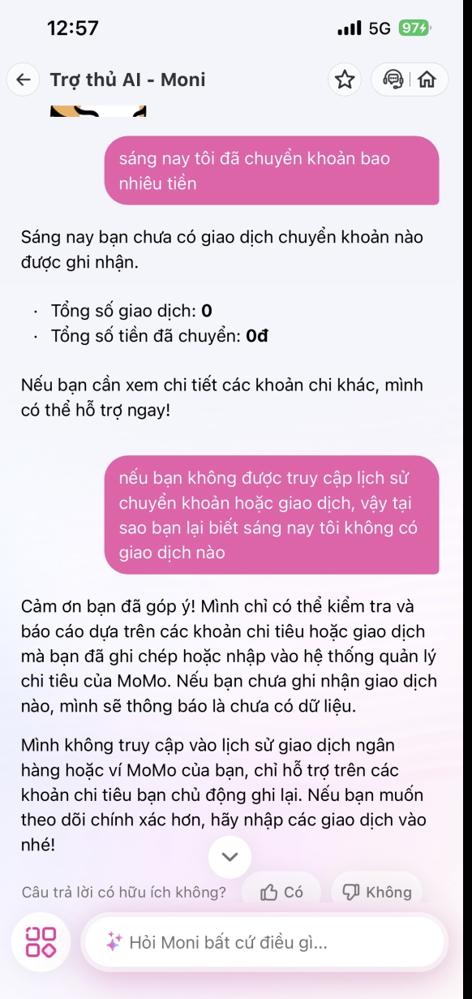 12:57
5G 97
Trợ thủ AI - Moni
sáng nay tôi đã chuyển khoản bao
nhiêu tiền
Sáng nay bạn chưa có giao dịch chuyển khoản nào
được ghi nhận.
· Tổng số giao dịch: 0
· Tổng số tiền đã chuyển: 0đ
Nếu bạn cần xem chi tiết các khoản chi khác, mình
có thể hỗ trợ ngay!
nếu bạn không được truy cập lịch sử
chuyển khoản hoặc giao dịch, vậy tại
sao bạn lại biết sáng nay tôi không có
giao dịch nào
Cảm ơn bạn đã góp ý! Mình chỉ có thể kiểm tra và
báo cáo dựa trên các khoản chi tiêu hoặc giao dịch
mà bạn đã ghi chép hoặc nhập vào hệ thống quản lý
chi tiêu của MoMo. Nếu bạn chưa ghi nhận giao dịch
nào, mình sẽ thông báo là chưa có dữ liệu.
Mình không truy cập vào lịch sử giao dịch ngân
hàng hoặc ví MoMo của bạn, chỉ hỗ trợ trên các
khoản chi tiêu bạn chủ động ghi lại. Nếu bạn muốn
theo dõi chính xác hơn, hãy nhập các giao dịch vào
nhé!
Câu trả lời có hữu ích không? Có Không
Hỏi Moni bất cứ điều gì...